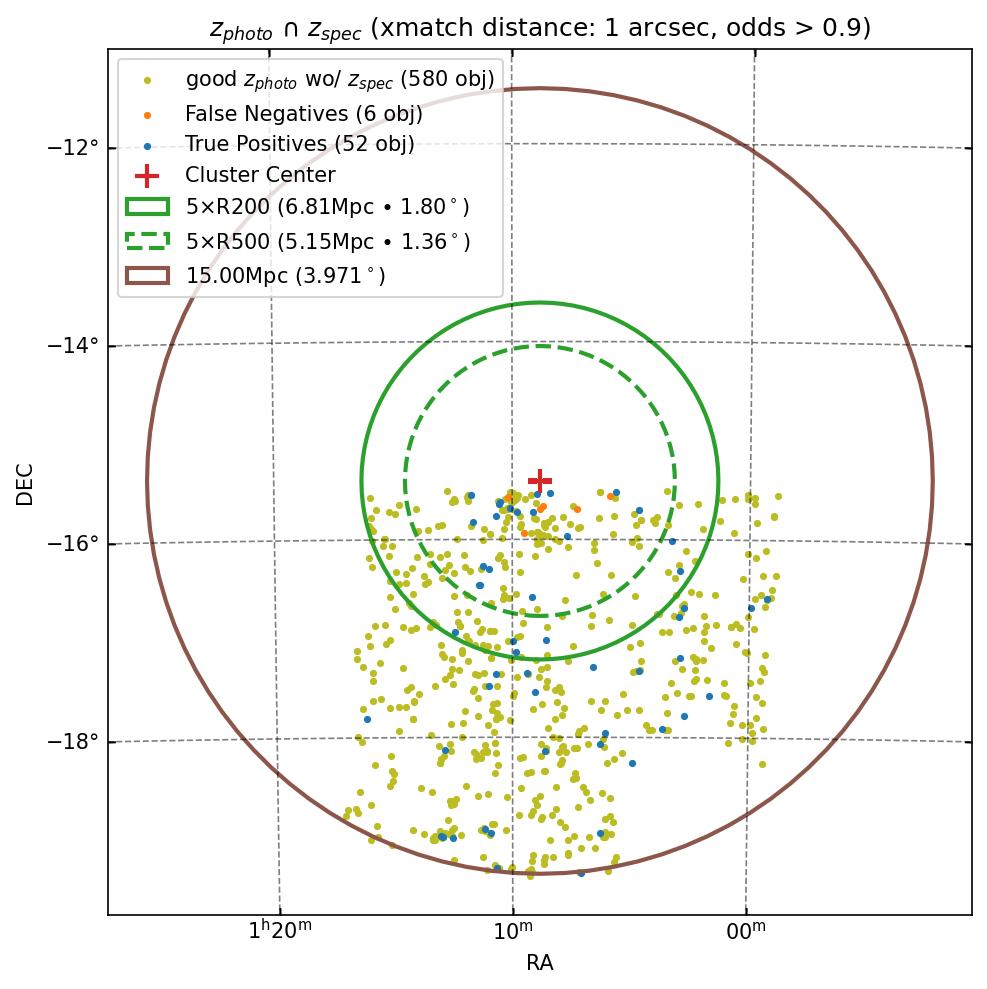 z_photo ∩ z_spec (xmatch distance: 1 arcsec, odds > 0.9)
good z_photo wo/ z_spec (580 obj)
False Negatives (6 obj)
True Positives (52 obj)
Cluster Center
5×R200 (6.81Mpc • 1.80°)
5×R500 (5.15Mpc • 1.36°)
15.00Mpc (3.971°)
−12°
−14°
−16°
−18°
DEC
1ʰ20ᵐ 10ᵐ 00ᵐ
RA